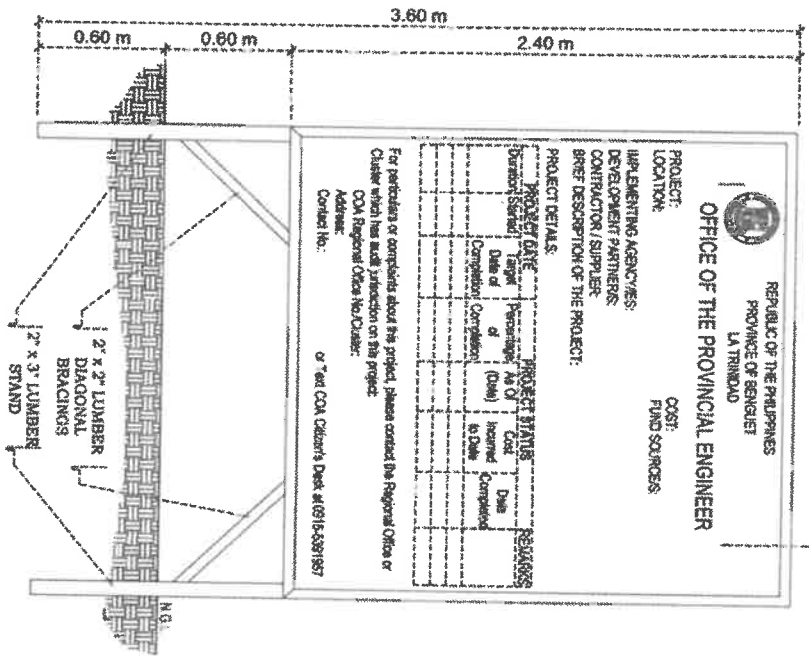 3.60 m
0.60 m
0.60 m
2.40 m
REPUBLIC OF THE PHILIPPINES
PROVINCE OF BENGUET
LA TRINIDAD
OFFICE OF THE PROVINCIAL ENGINEER
PROJECT:
LOCATION:
COST:
FUND SOURCE/S:
IMPLEMENTING AGENCY/IES:
DEVELOPMENT PARTNER/S:
CONTRACTOR / SUPPLIER:
BRIEF DESCRIPTION OF THE PROJECT:
PROJECT DETAILS:
PROJECT DATE PROJECT STATUS REMARKS
Duration Started Target Date of Completion Percentage of Completion As Of (Date) Cost Incurred to Date Date Completed
For particulars or complaints about this project, please contact the Regional Office or
Cluster which has audit jurisdiction on this project:
COA Regional Office No./Cluster:
Address:
Contact No.: or Text COA Citizen's Desk at 0915-5391957
N.G.
2" x 2" LUMBER
DIAGONAL
BRACINGS
2" x 3" LUMBER
STAND